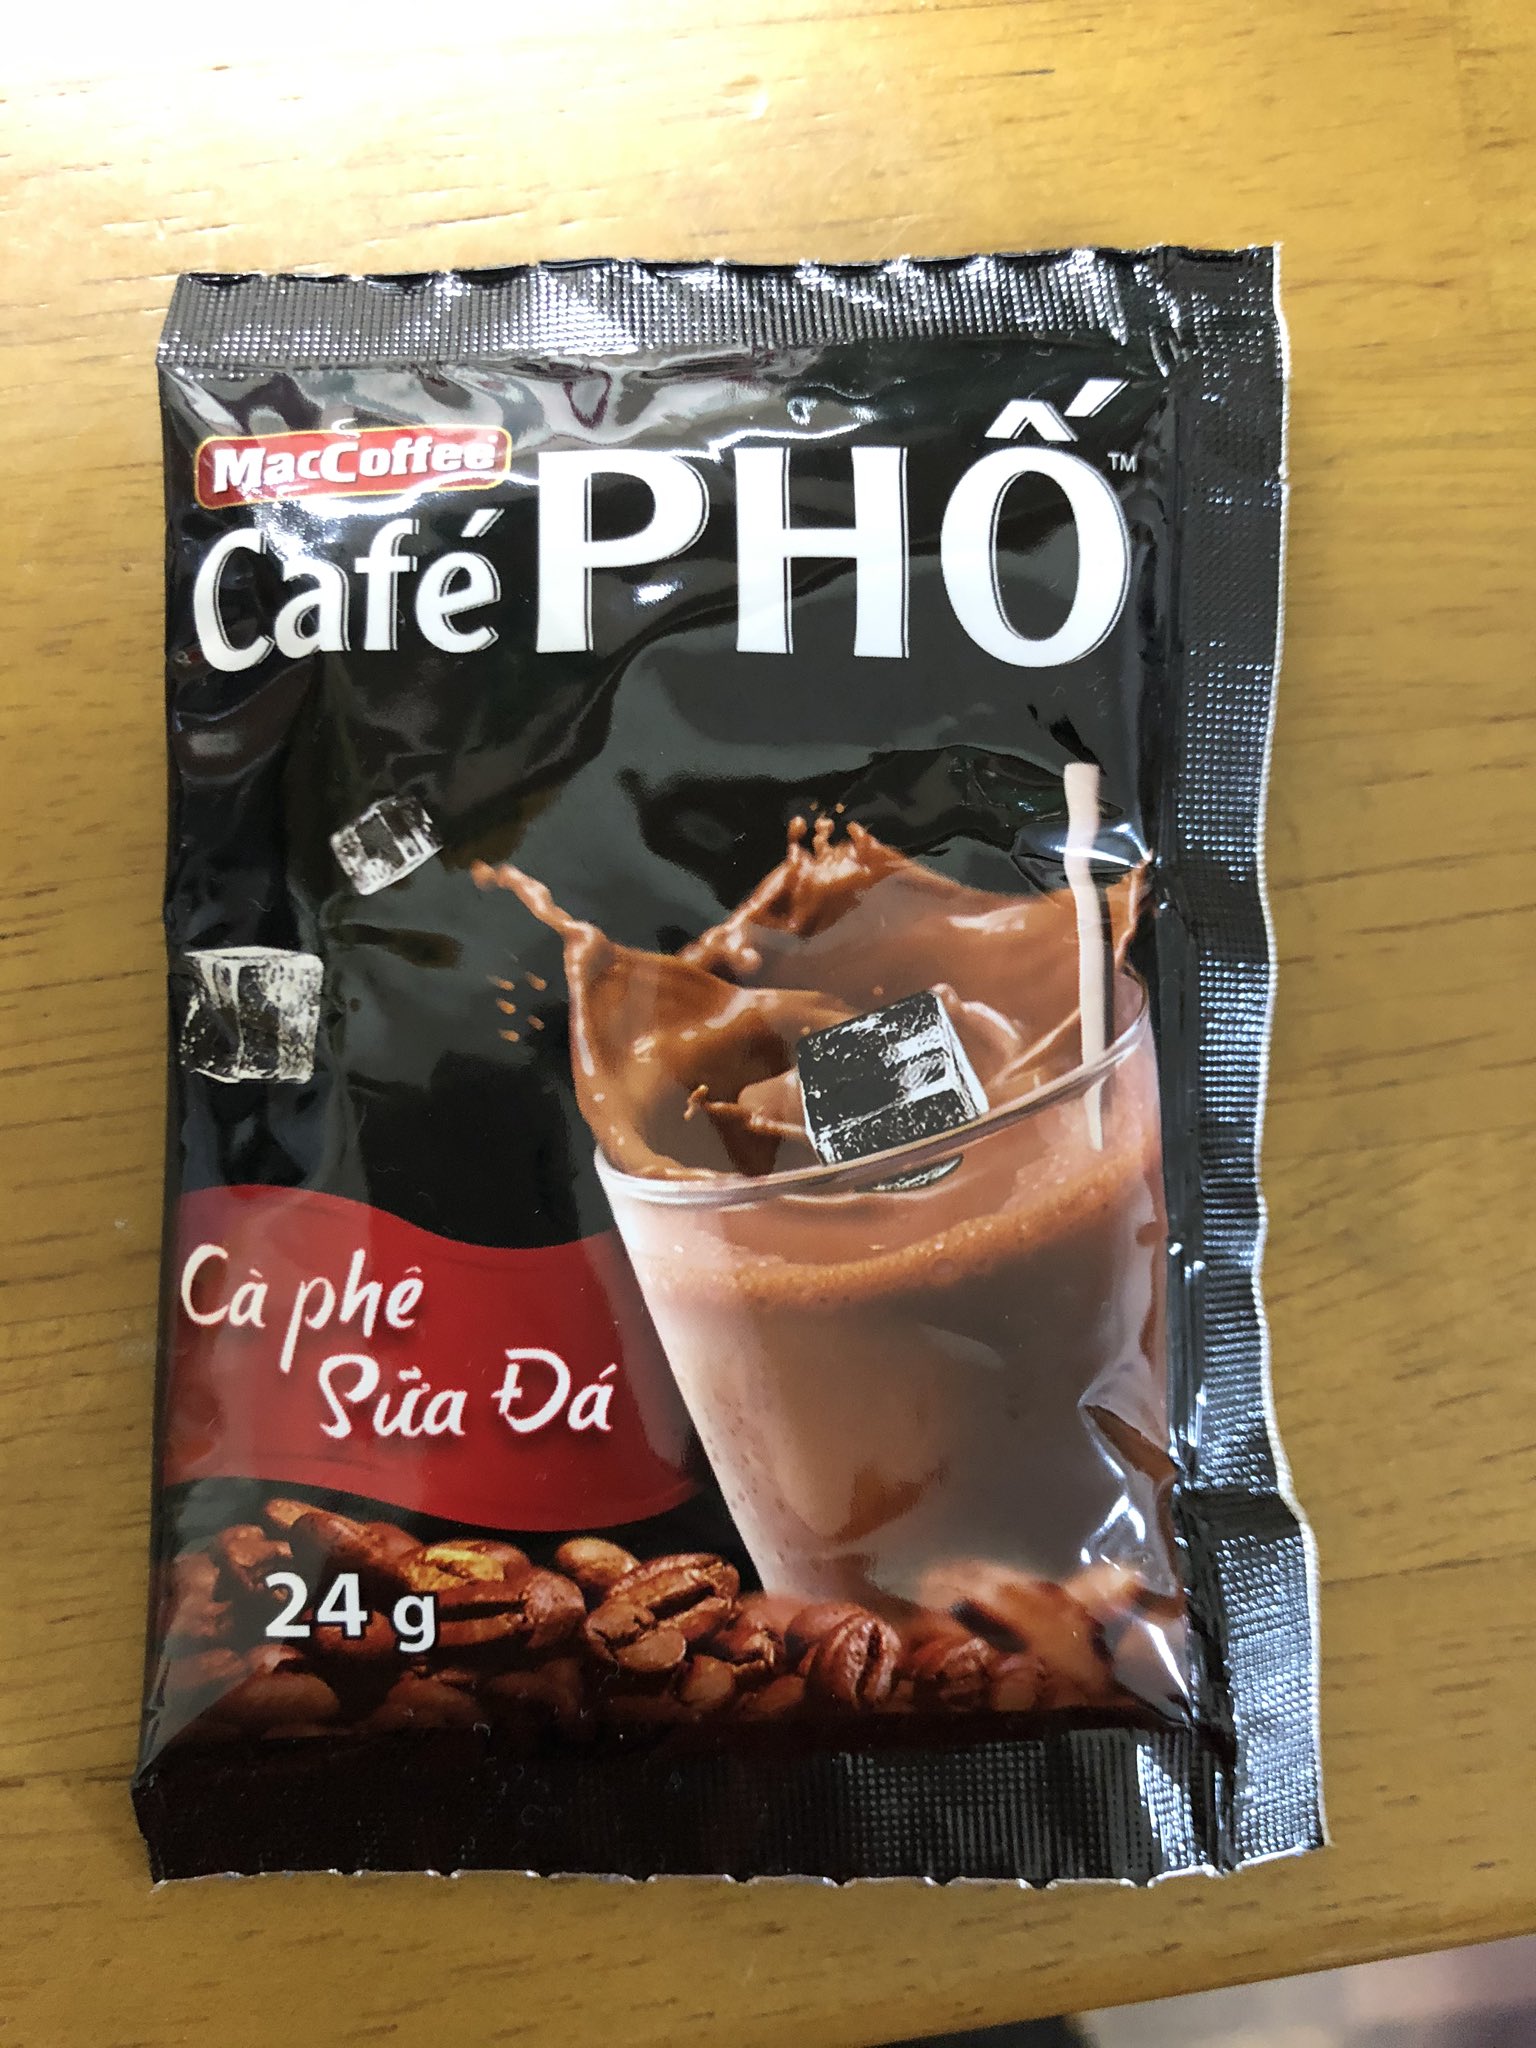 MacCoffee®
Café PHỐ™
Cà phê
Sữa Đá
24 g